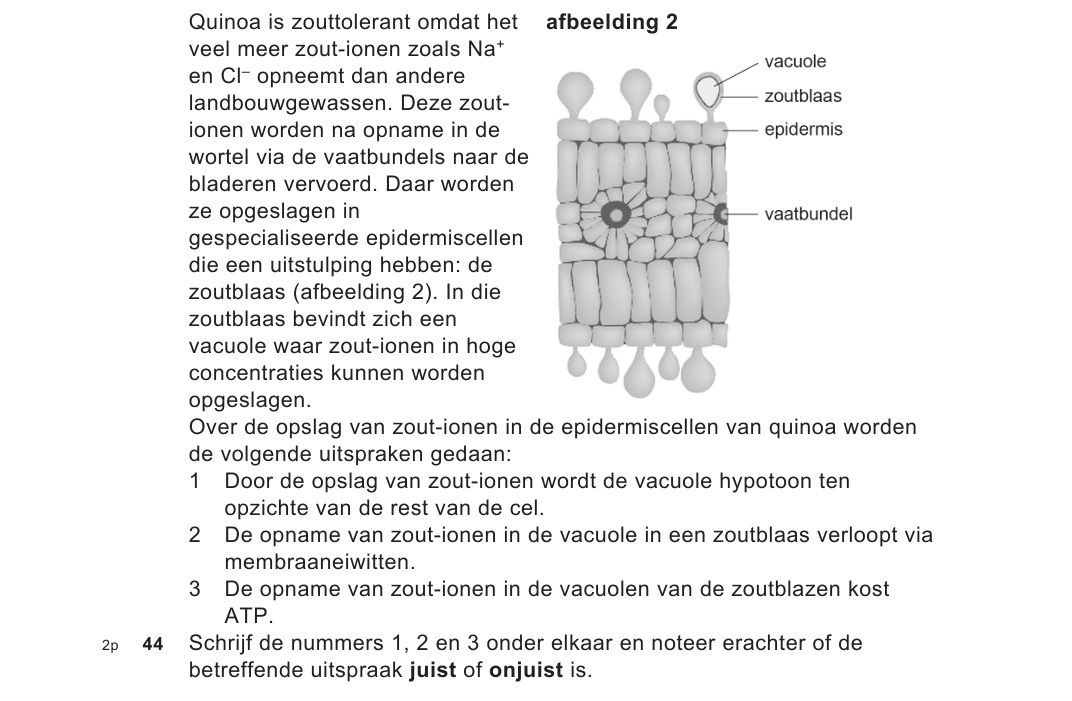 Quinoa is zouttolerant omdat het
veel meer zout-ionen zoals Na⁺
en Cl⁻ opneemt dan andere
landbouwgewassen. Deze zout-
ionen worden na opname in de
wortel via de vaatbundels naar de
bladeren vervoerd. Daar worden
ze opgeslagen in
gespecialiseerde epidermiscellen
die een uitstulping hebben: de
zoutblaas (afbeelding 2). In die
zoutblaas bevindt zich een
vacuole waar zout-ionen in hoge
concentraties kunnen worden
opgeslagen.
afbeelding 2
vacuole
zoutblaas
epidermis
vaatbundel
Over de opslag van zout-ionen in de epidermiscellen van quinoa worden
de volgende uitspraken gedaan:
1 Door de opslag van zout-ionen wordt de vacuole hypotoon ten
opzichte van de rest van de cel.
2 De opname van zout-ionen in de vacuole in een zoutblaas verloopt via
membraaneiwitten.
3 De opname van zout-ionen in de vacuolen van de zoutblazen kost
ATP.
2p 44 Schrijf de nummers 1, 2 en 3 onder elkaar en noteer erachter of de
betreffende uitspraak juist of onjuist is.